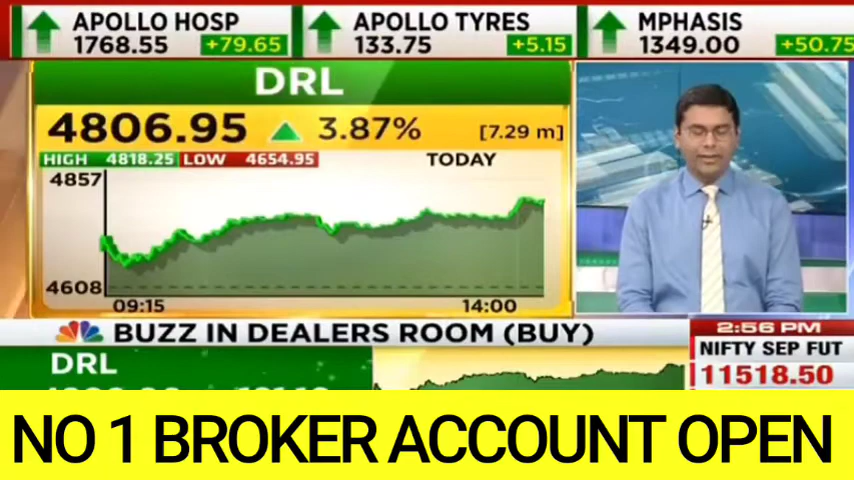 APOLLO HOSP
1768.55 +79.65
APOLLO TYRES
133.75 +5.15
MPHASIS
1349.00 +50.75
DRL
4806.95 3.87% [7.29 m]
HIGH 4818.25 LOW 4654.95 TODAY
4857
4608
09:15 14:00
BUZZ IN DEALERS ROOM (BUY)
DRL
2:56 PM
NIFTY SEP FUT
11518.50
NO 1 BROKER ACCOUNT OPEN